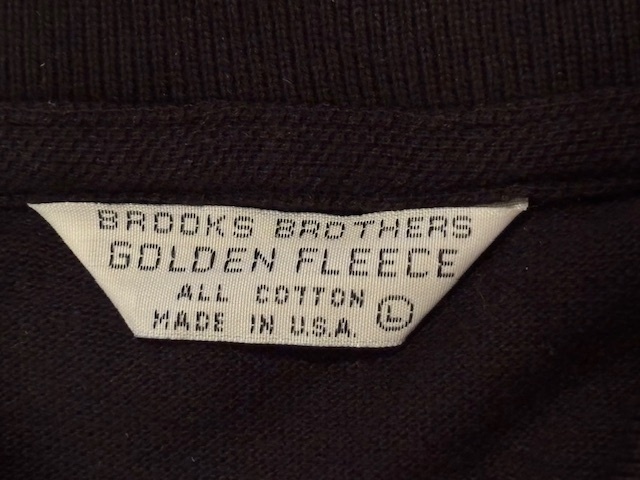 BROOKS BROTHERS
GOLDEN FLEECE
ALL COTTON
MADE IN U.S.A. L